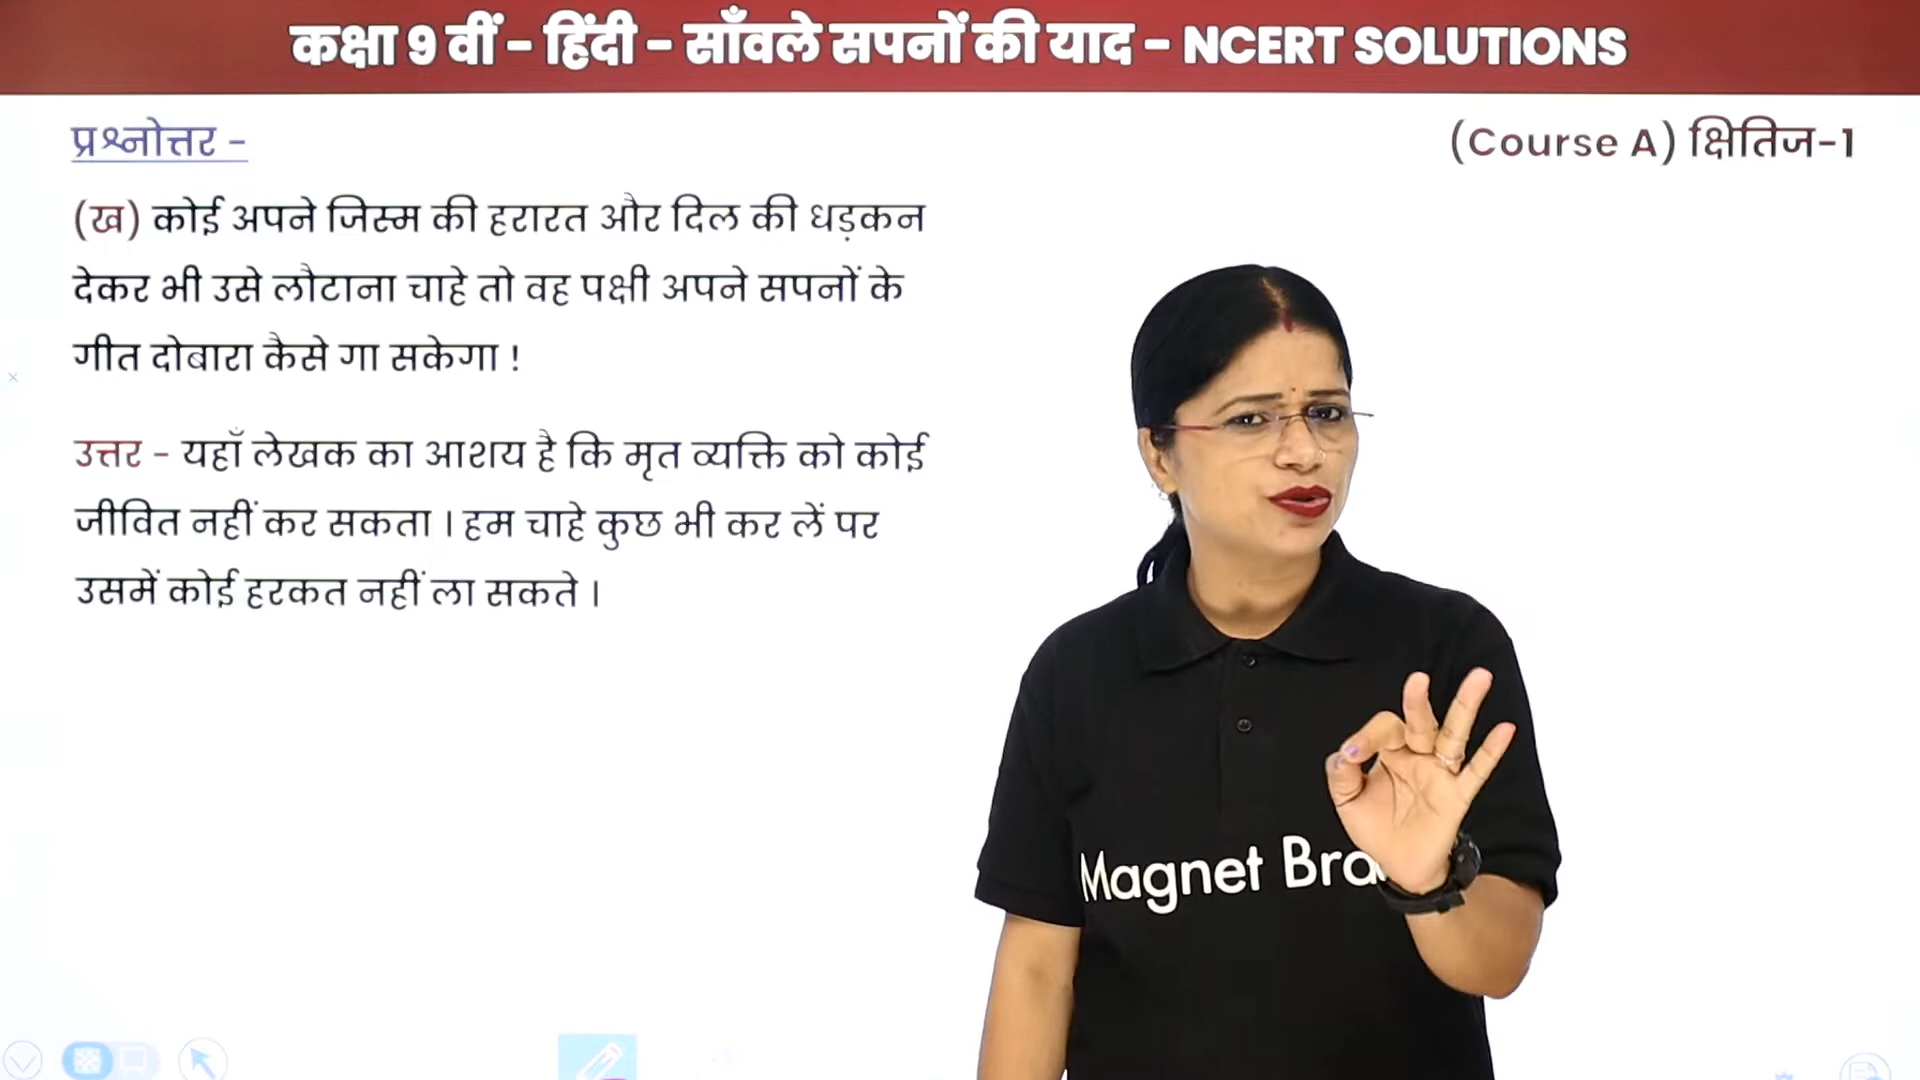 कक्षा 9 वीं – हिंदी – साँवले सपनों की याद – NCERT SOLUTIONS
प्रश्नोत्तर –
(Course A) क्षितिज-1
(ख) कोई अपने जिस्म की हरारत और दिल की धड़कन
देकर भी उसे लौटाना चाहे तो वह पक्षी अपने सपनों के
गीत दोबारा कैसे गा सकेगा !
उत्तर – यहाँ लेखक का आशय है कि मृत व्यक्ति को कोई
जीवित नहीं कर सकता । हम चाहे कुछ भी कर लें पर
उसमें कोई हरकत नहीं ला सकते ।
Magnet Bra